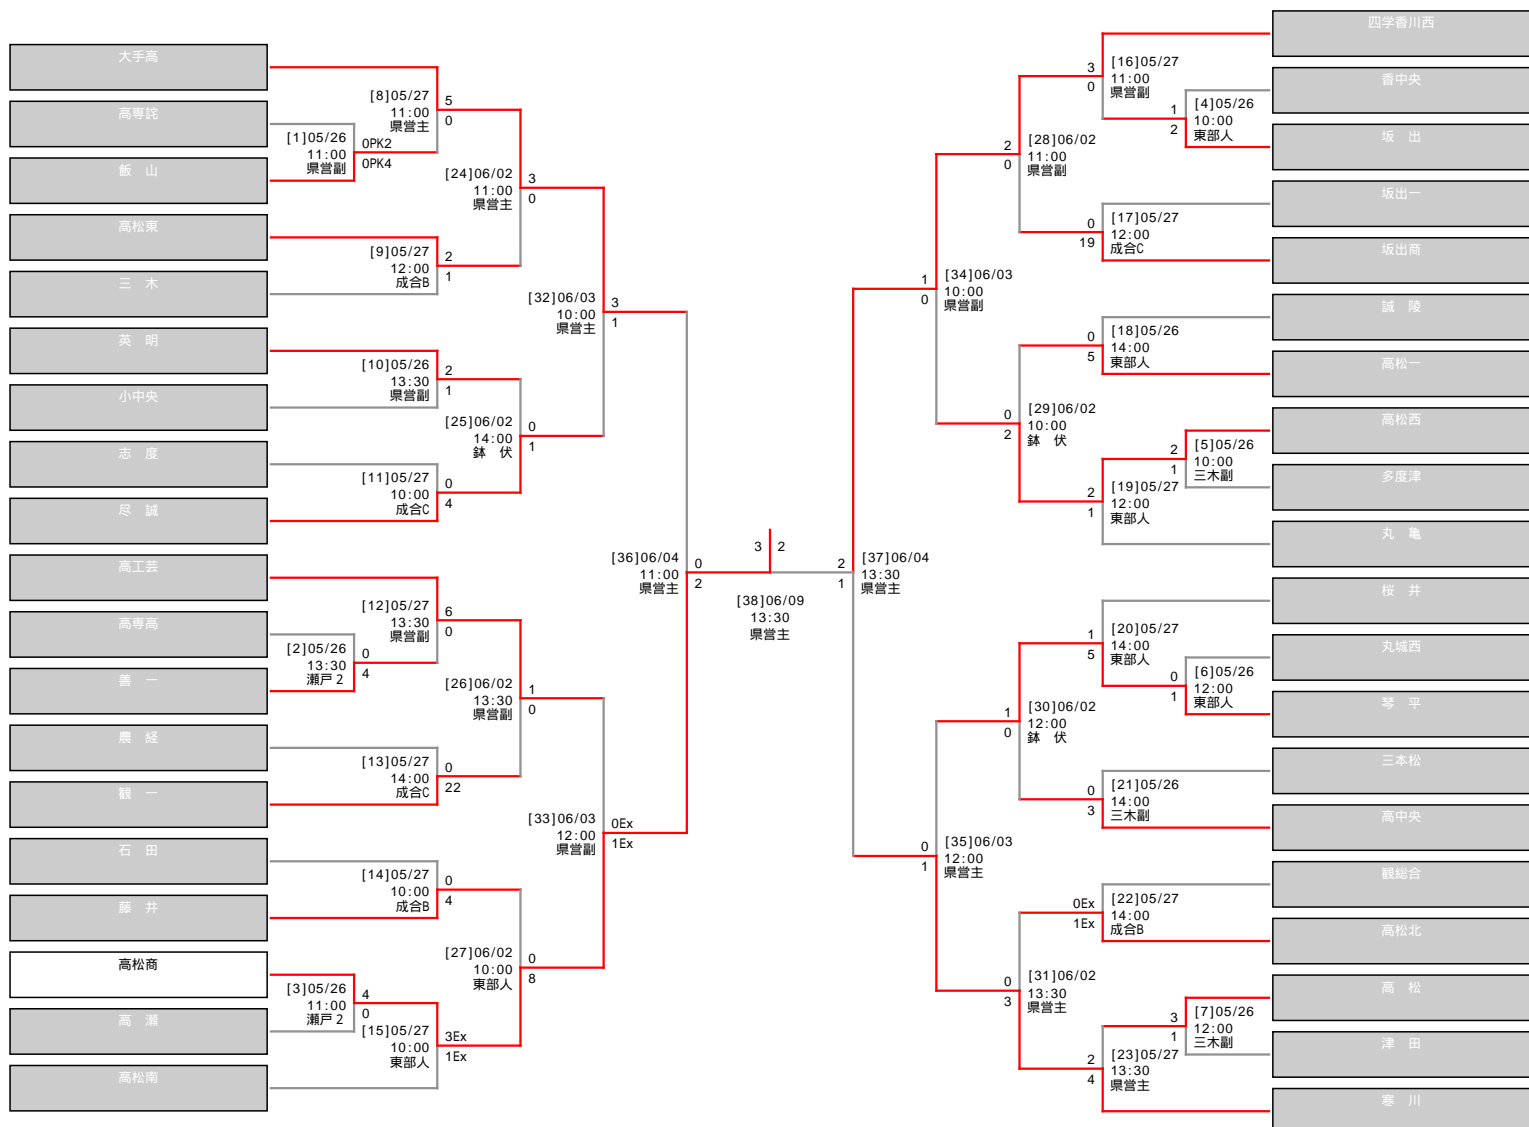 大手高
高専詫
飯　山
高松東
三　木
英　明
小中央
志　度
尽　誠
高工芸
高専高
善　一
農　経
観　一
石　田
藤　井
高松商
高　瀬
高松南
[1]05/26
11:00
県営副
0PK2
0PK4
[2]05/26
13:30
瀬戸２
0
4
[3]05/26
11:00
瀬戸２
4
0
[8]05/27
11:00
県営主
5
0
[9]05/27
12:00
成合B
2
1
[10]05/26
13:30
県営副
2
1
[11]05/27
10:00
成合C
0
4
[12]05/27
13:30
県営副
6
0
[13]05/27
14:00
成合C
0
22
[14]05/27
10:00
成合B
0
4
[15]05/27
10:00
東部人
3Ex
1Ex
[24]06/02
11:00
県営主
3
0
[25]06/02
14:00
鉢　伏
0
1
[26]06/02
13:30
県営副
1
0
[27]06/02
10:00
東部人
0
8
[32]06/03
10:00
県営主
3
1
[33]06/03
12:00
県営副
0Ex
1Ex
[36]06/04
11:00
県営主
0
2
3 2
[38]06/09
13:30
県営主
2
1
[37]06/04
13:30
県営主
1
0
[34]06/03
10:00
県営副
0
1
[35]06/03
12:00
県営主
2
0
[28]06/02
11:00
県営副
0
2
[29]06/02
10:00
鉢　伏
1
0
[30]06/02
12:00
鉢　伏
0
3
[31]06/02
13:30
県営主
3
0
[16]05/27
11:00
県営副
0
19
[17]05/27
12:00
成合C
0
5
[18]05/26
14:00
東部人
2
1
[19]05/27
12:00
東部人
1
5
[20]05/27
14:00
東部人
0
3
[21]05/26
14:00
三木副
0Ex
1Ex
[22]05/27
14:00
成合B
2
4
[23]05/27
13:30
県営主
1
2
[4]05/26
10:00
東部人
2
1
[5]05/26
10:00
三木副
0
1
[6]05/26
12:00
東部人
3
1
[7]05/26
12:00
三木副
四学香川西
香中央
坂　出
坂出一
坂出商
誠　陵
高松一
高松西
多度津
丸　亀
桜　井
丸城西
琴　平
三本松
高中央
観総合
高松北
高　松
津　田
寒　川